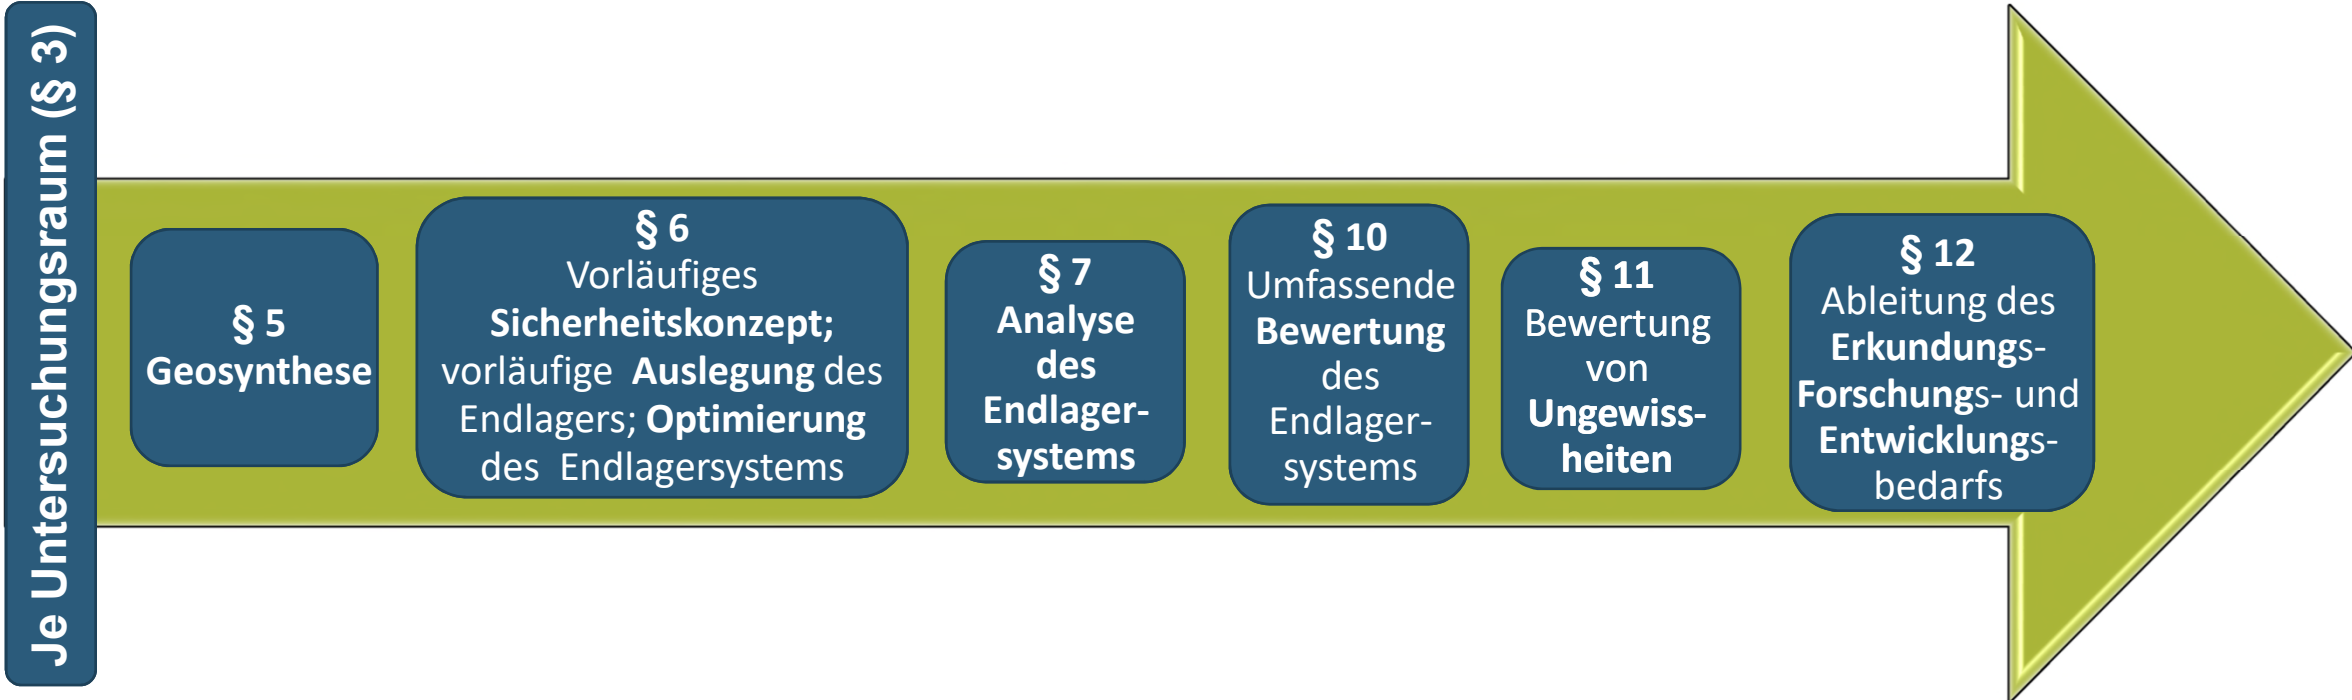 Je Untersuchungsraum (§ 3)
§ 5
Geosynthese
§ 6
Vorläufiges
Sicherheitskonzept;
vorläufige Auslegung des
Endlagers; Optimierung
des Endlagersystems
§ 7
Analyse
des
Endlager-
systems
§ 10
Umfassende
Bewertung
des
Endlager-
systems
§ 11
Bewertung
von
Ungewiss-
heiten
§ 12
Ableitung des
Erkundungs-
Forschungs- und
Entwicklungs-
bedarfs